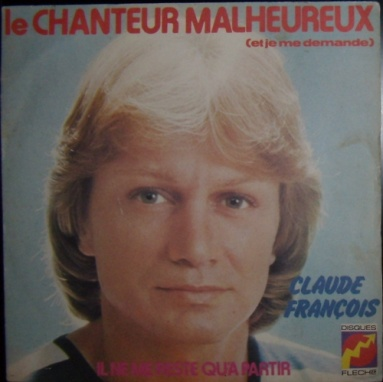 le CHANTEUR MALHEUREUX
(et je me demande)
CLAUDE
FRANÇOIS
DISQUES
FLECHE
IL NE ME RESTE QU'A PARTIR